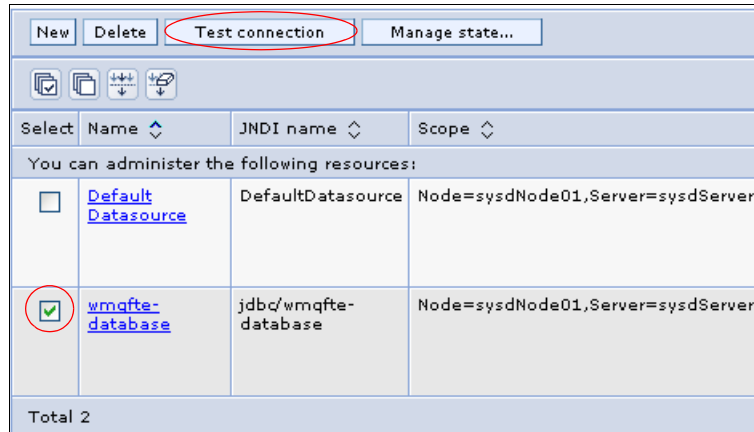 New Delete Test connection Manage state...
Select Name JNDI name Scope
You can administer the following resources:
Default DefaultDatasource Node=sysdNode01,Server=sysdServer
Datasource
wmqfte- jdbc/wmqfte- Node=sysdNode01,Server=sysdServer
database database
Total 2